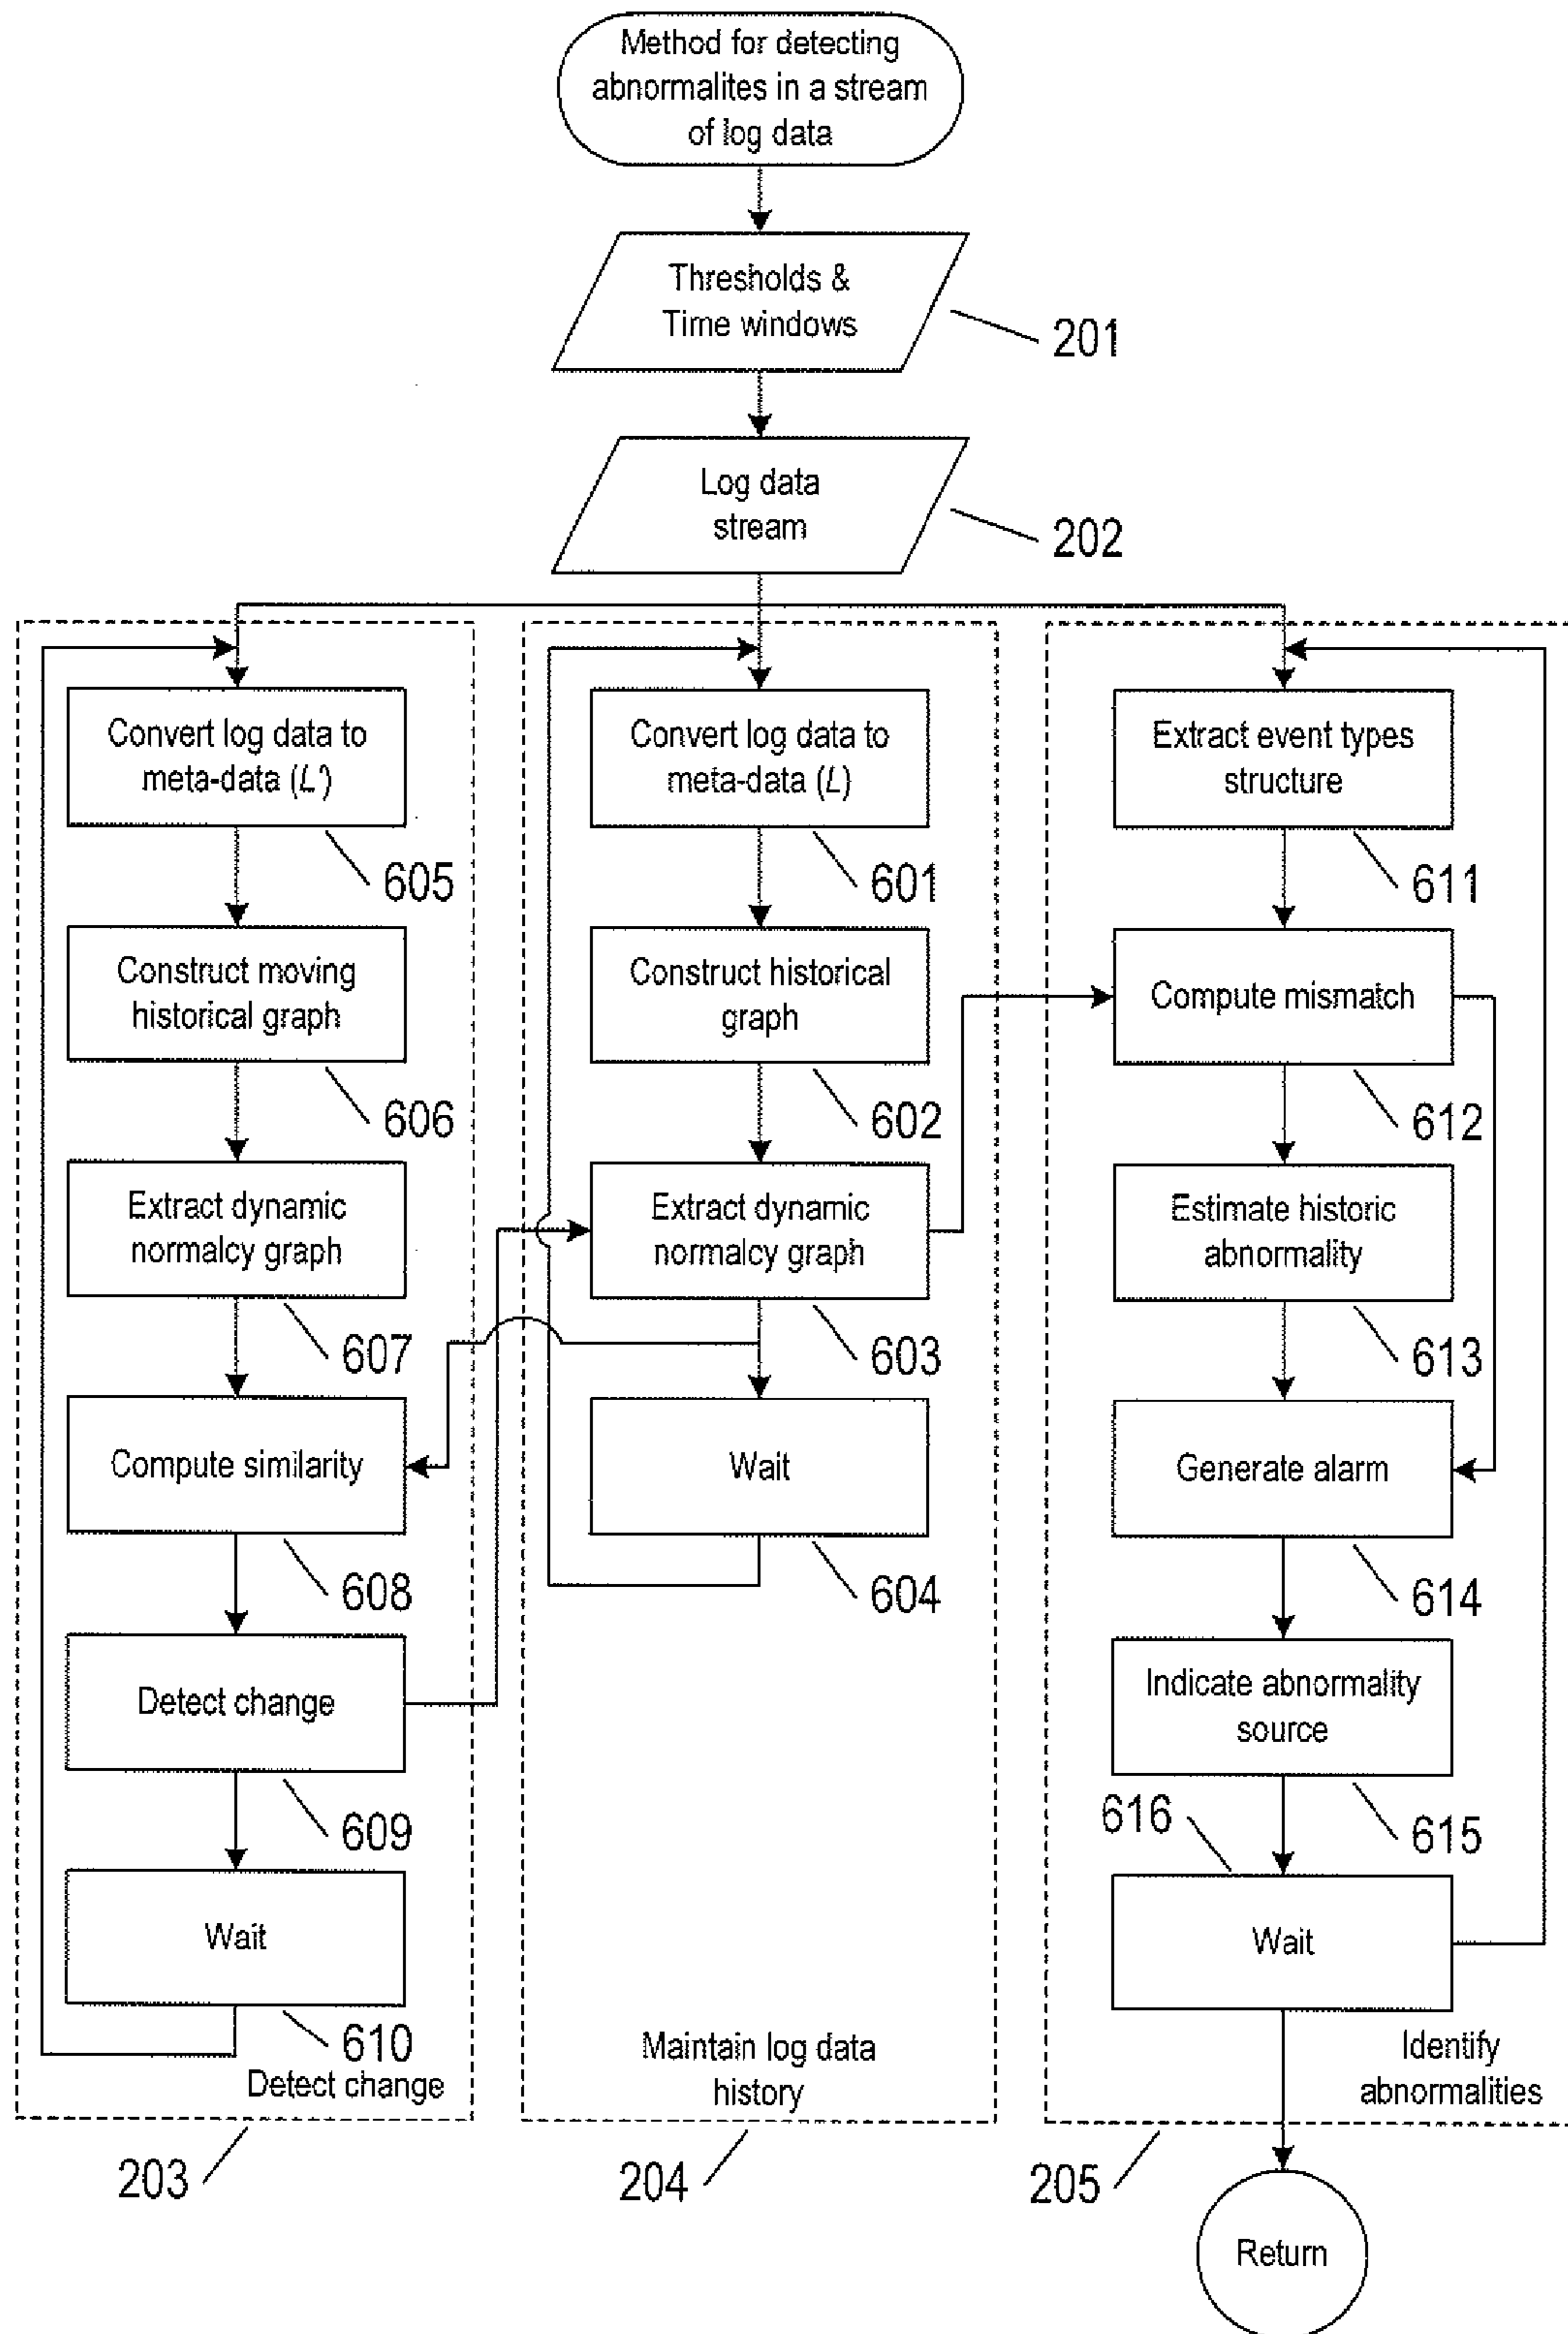 Method for detecting
abnormalites in a stream
of log data
Thresholds &
Time windows
201
Log data
stream
202
Convert log data to
meta-data (L')
605
Construct moving
historical graph
606
Extract dynamic
normalcy graph
607
Compute similarity
608
Detect change
609
Wait
610
Detect change
203
Convert log data to
meta-data (L)
601
Construct historical
graph
602
Extract dynamic
normalcy graph
603
Wait
604
Maintain log data
history
204
Extract event types
structure
611
Compute mismatch
612
Estimate historic
abnormality
613
Generate alarm
614
Indicate abnormality
source
615
616
Wait
Identify
abnormalities
205
Return